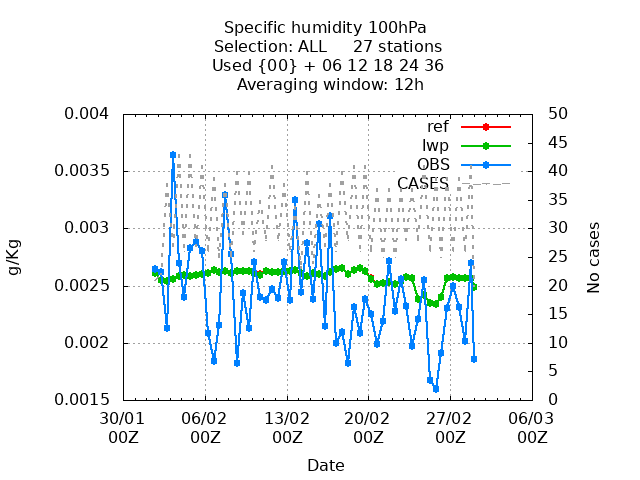 Specific humidity 100hPa
Selection: ALL 27 stations
Used {00} + 06 12 18 24 36
Averaging window: 12h
ref
lwp
OBS
CASES
g/Kg
0.004
0.0035
0.003
0.0025
0.002
0.0015
50
45
40
35
30
25
20
15
10
5
0
No cases
30/01 06/02 13/02 20/02 27/02 06/03
00Z 00Z 00Z 00Z 00Z 00Z
Date